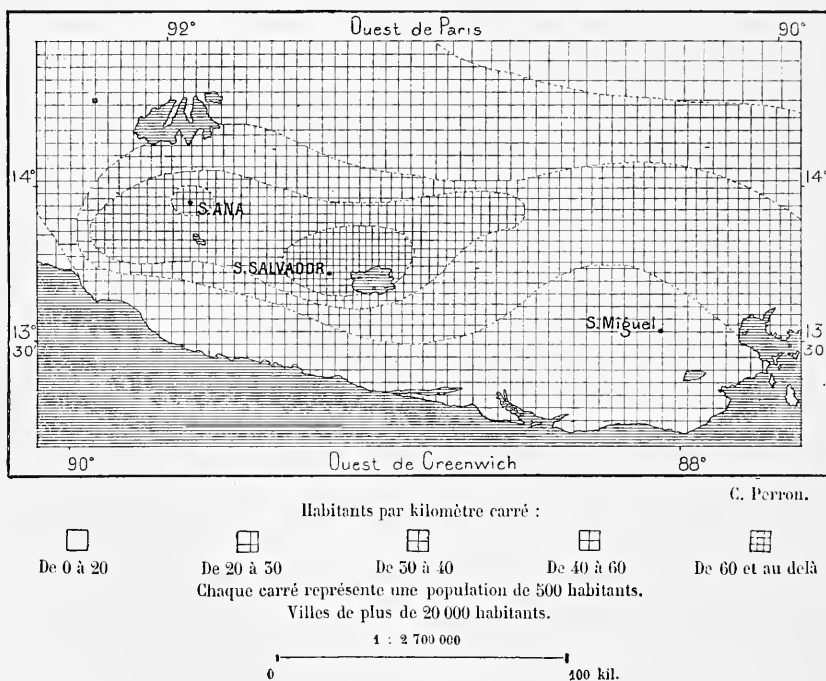 92° Ouest de Paris 90°
14° 14°
S. ANA
S. SALVADOR
S. Miguel
13° 13°
30' 30'
90° Ouest de Greenwich 88°
C. Perron.
Habitants par kilomètre carré :
De 0 à 20 De 20 à 30 De 30 à 40 De 40 à 60 De 60 et au delà
Chaque carré représente une population de 500 habitants.
Villes de plus de 20 000 habitants.
1 : 2 700 000
0 100 kil.